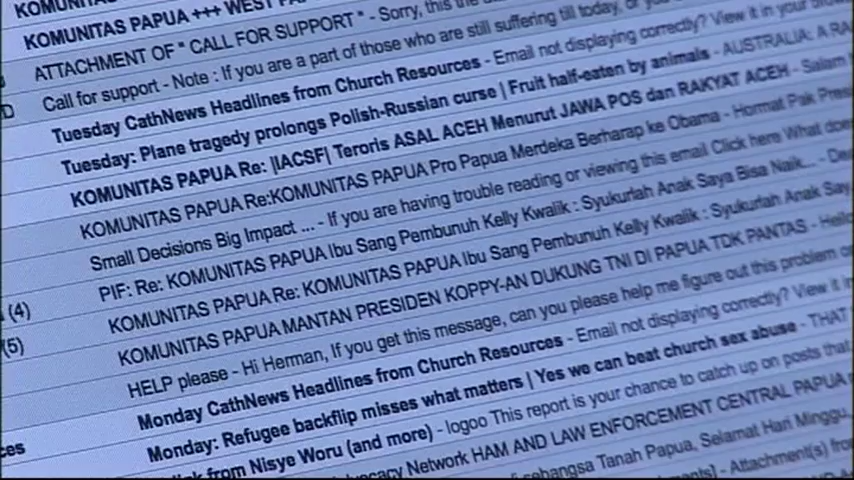 KOMUNITAS
KOMUNITAS PAPUA +++ WEST
ATTACHMENT OF " CALL FOR SUPPORT " - Sorry, this the
Call for support - Note : If you are a part of those who are still suffering till today, or
Tuesday CathNews Headlines from Church Resources - Email not displaying correctly? View it in your
Tuesday: Plane tragedy prolongs Polish-Russian curse | Fruit half-eaten by animals - AUSTRALIA: A
KOMUNITAS PAPUA Re: |IACSF| Teroris ASAL ACEH Menurut JAWA POS dan RAKYAT ACEH - Salam
KOMUNITAS PAPUA Re:KOMUNITAS PAPUA Pro Papua Merdeka Berharap ke Obama - Hormat Pak
Small Decisions Big Impact ... - If you are having trouble reading or viewing this email Click here What
PIF: Re: KOMUNITAS PAPUA Ibu Sang Pembunuh Kelly Kwalik : Syukurlah Anak Saya Bisa Naik... -
(4) KOMUNITAS PAPUA Re: KOMUNITAS PAPUA Ibu Sang Pembunuh Kelly Kwalik : Syukurlah Anak Say
(5) KOMUNITAS PAPUA MANTAN PRESIDEN KOPPY-AN DUKUNG TNI DI PAPUA TDK PANTAS -
HELP please - Hi Herman, If you get this message, can you please help me figure out this problem
Monday CathNews Headlines from Church Resources - Email not displaying correctly? View it
Monday: Refugee backflip misses what matters | Yes we can beat church sex abuse - THAT
from Nisye Woru (and more) - logoo This report is your chance to catch up on posts that
Network HAM AND LAW ENFORCEMENT CENTRAL PAPUA
sebangsa Tanah Papua, Selamat Hari Minggu
- Attachment(s)